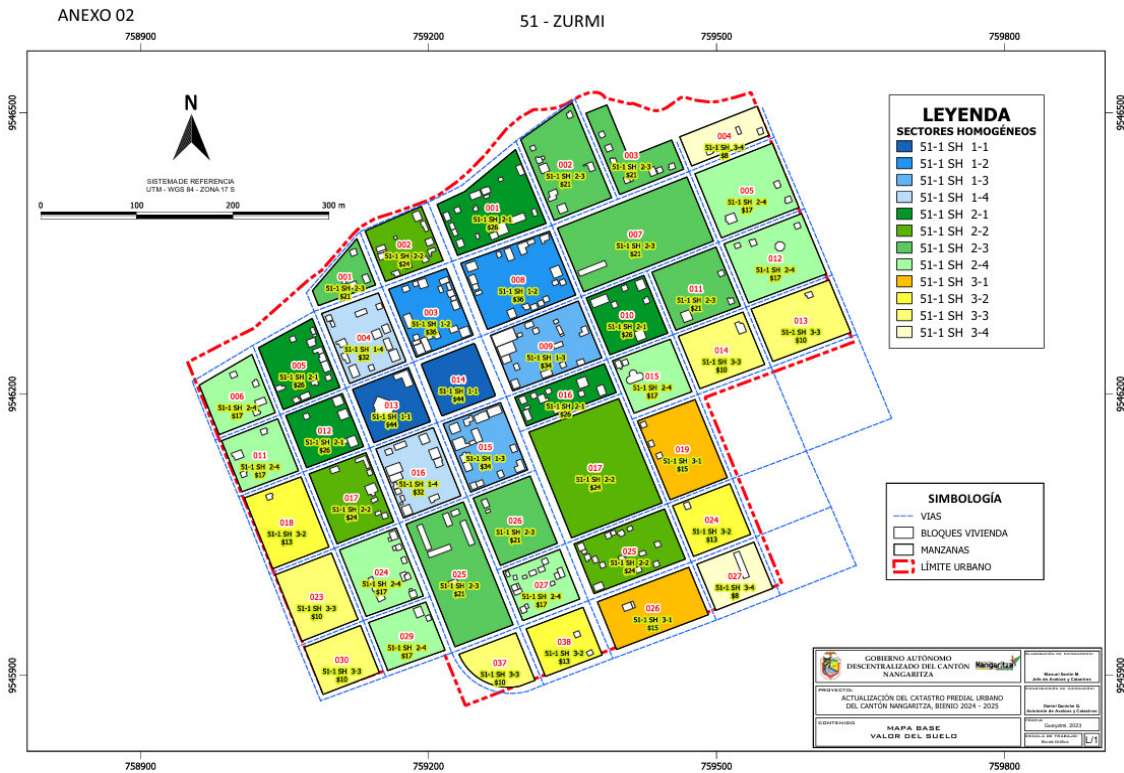 ANEXO 02
51 - ZURMI
758900
759200
759500
759800
9546500
9546500
N
SISTEMA DE REFERENCIA
UTM - WGS 84 - ZONA 17 S
0
100
200
300 m
LEYENDA
SECTORES HOMOGÉNEOS
51-1 SH 1-1
51-1 SH 1-2
51-1 SH 1-3
51-1 SH 1-4
51-1 SH 2-1
51-1 SH 2-2
51-1 SH 2-3
51-1 SH 2-4
51-1 SH 3-1
51-1 SH 3-2
51-1 SH 3-3
51-1 SH 3-4
004
51-1 SH 3-4
$8
002
51-1 SH 2-3
$21
003
51-1 SH 2-3
$21
005
51-1 SH 2-4
$17
001
51-1 SH 2-1
$26
002
51-1 SH 2-2
$24
007
51-1 SH 2-3
$21
012
51-1 SH 2-4
$17
001
51-1 SH 2-3
$21
008
51-1 SH 1-2
$36
011
51-1 SH 2-3
$21
003
51-1 SH 1-2
$36
010
51-1 SH 2-1
$26
013
51-1 SH 3-3
$10
004
51-1 SH 1-4
$32
009
51-1 SH 1-3
$34
014
51-1 SH 3-3
$10
005
51-1 SH 2-1
$26
014
51-1 SH 1-1
$44
015
51-1 SH 2-4
$17
006
51-1 SH 2-4
$17
013
51-1 SH 1-1
$44
016
51-1 SH 2-1
$26
9546200
9546200
012
51-1 SH 2-1
$26
015
51-1 SH 1-3
$34
019
51-1 SH 3-1
$15
011
51-1 SH 2-4
$17
016
51-1 SH 1-4
$32
017
51-1 SH 2-2
$24
017
51-1 SH 2-2
$24
018
51-1 SH 3-2
$13
026
51-1 SH 2-3
$21
024
51-1 SH 3-2
$13
025
51-1 SH 2-2
$24
024
51-1 SH 2-4
$17
025
51-1 SH 2-3
$21
027
51-1 SH 2-4
$17
027
51-1 SH 3-4
$8
023
51-1 SH 3-3
$10
026
51-1 SH 3-1
$15
029
51-1 SH 2-4
$17
038
51-1 SH 3-2
$13
030
51-1 SH 3-3
$10
037
51-1 SH 3-3
$10
SIMBOLOGÍA
VIAS
BLOQUES VIVIENDA
MANZANAS
LÍMITE URBANO
9545900
9545900
GOBIERNO AUTÓNOMO
DESCENTRALIZADO DEL CANTÓN
NANGARITZA
Nangaritza
PROYECTO:
ACTUALIZACIÓN DEL CATASTRO PREDIAL URBANO
DEL CANTÓN NANGARITZA, BIENIO 2024 - 2025
CONTENIDO
MAPA BASE
VALOR DEL SUELO
Jefe de Avalúos y Catastros
Asistente de Avalúos y Catastros
Guayzimi, 2023
L/1
758900
759200
759500
759800